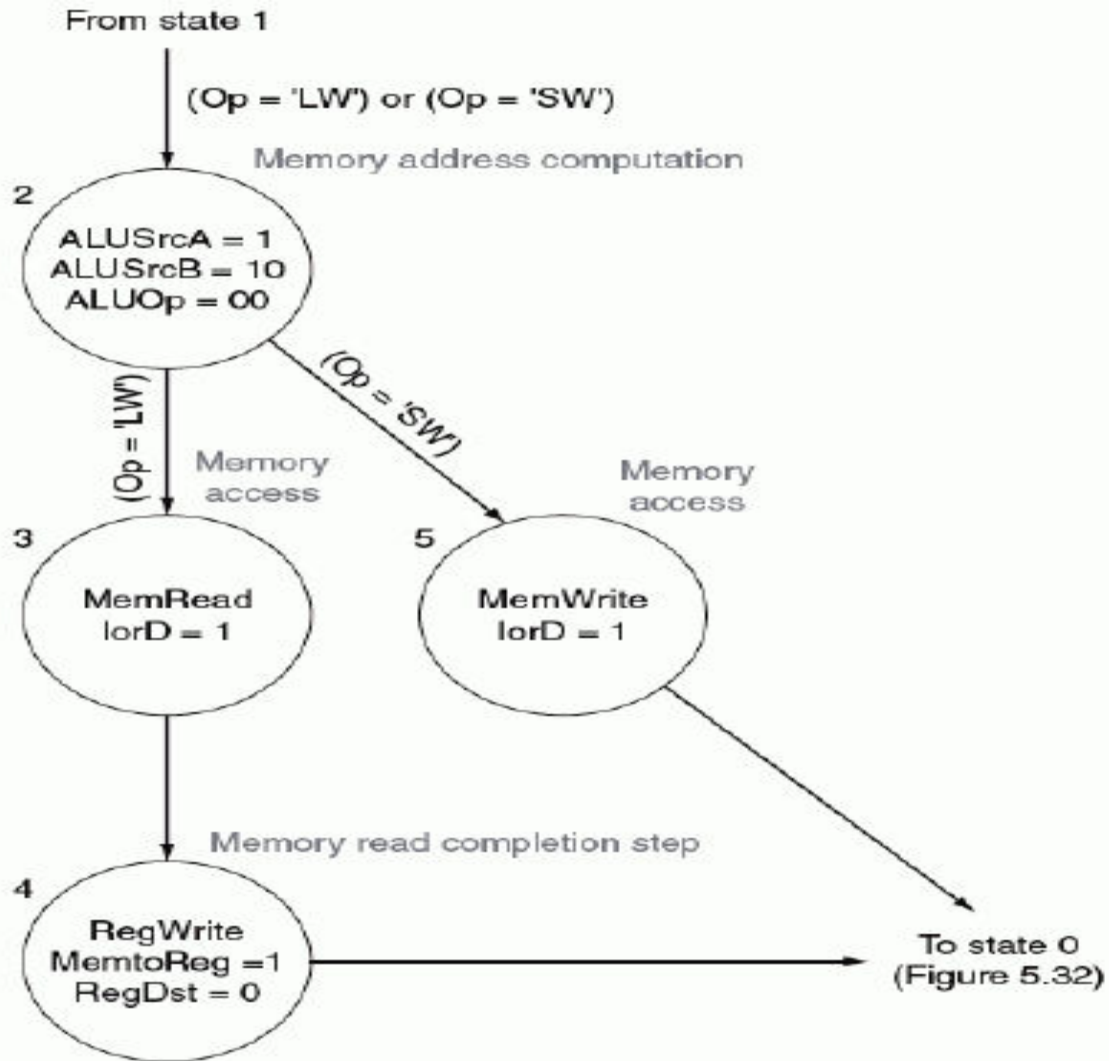 From state 1
(Op = 'LW') or (Op = 'SW')
Memory address computation
2
ALUSrcA = 1
ALUSrcB = 10
ALUOp = 00
(Op = 'LW')
(Op = 'SW')
Memory
access
Memory
access
3
MemRead
IorD = 1
5
MemWrite
IorD = 1
Memory read completion step
4
RegWrite
MemtoReg =1
RegDst = 0
To state 0
(Figure 5.32)